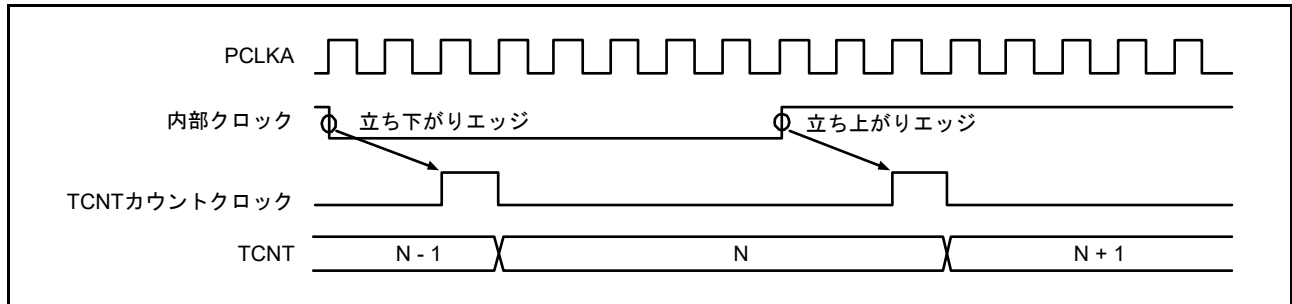 PCLKA
内部クロック
立ち下がりエッジ
立ち上がりエッジ
TCNTカウントクロック
TCNT
N - 1
N
N + 1